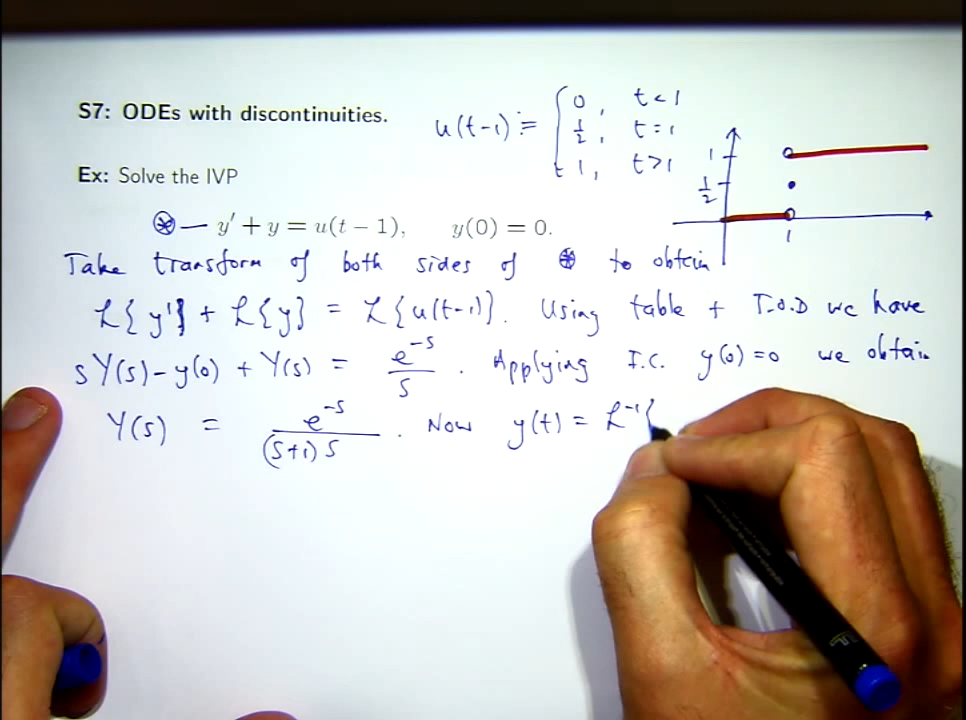 S7: ODEs with discontinuities.
u(t-1) := { 0, t<1
1/2, t=1
1, t>1
1
1/2
1
Ex: Solve the IVP
⊛ — y′ + y = u(t − 1), y(0) = 0.
Take transform of both sides of ⊛ to obtain
ℒ{y'} + ℒ{y} = ℒ{u(t-1)}. Using table + T.O.D we have
sY(s) - y(0) + Y(s) = e^{-s}/s. Applying I.C. y(0)=0 we obtain
Y(s) = e^{-s}/((s+1)s). Now y(t) = ℒ^{-1}{